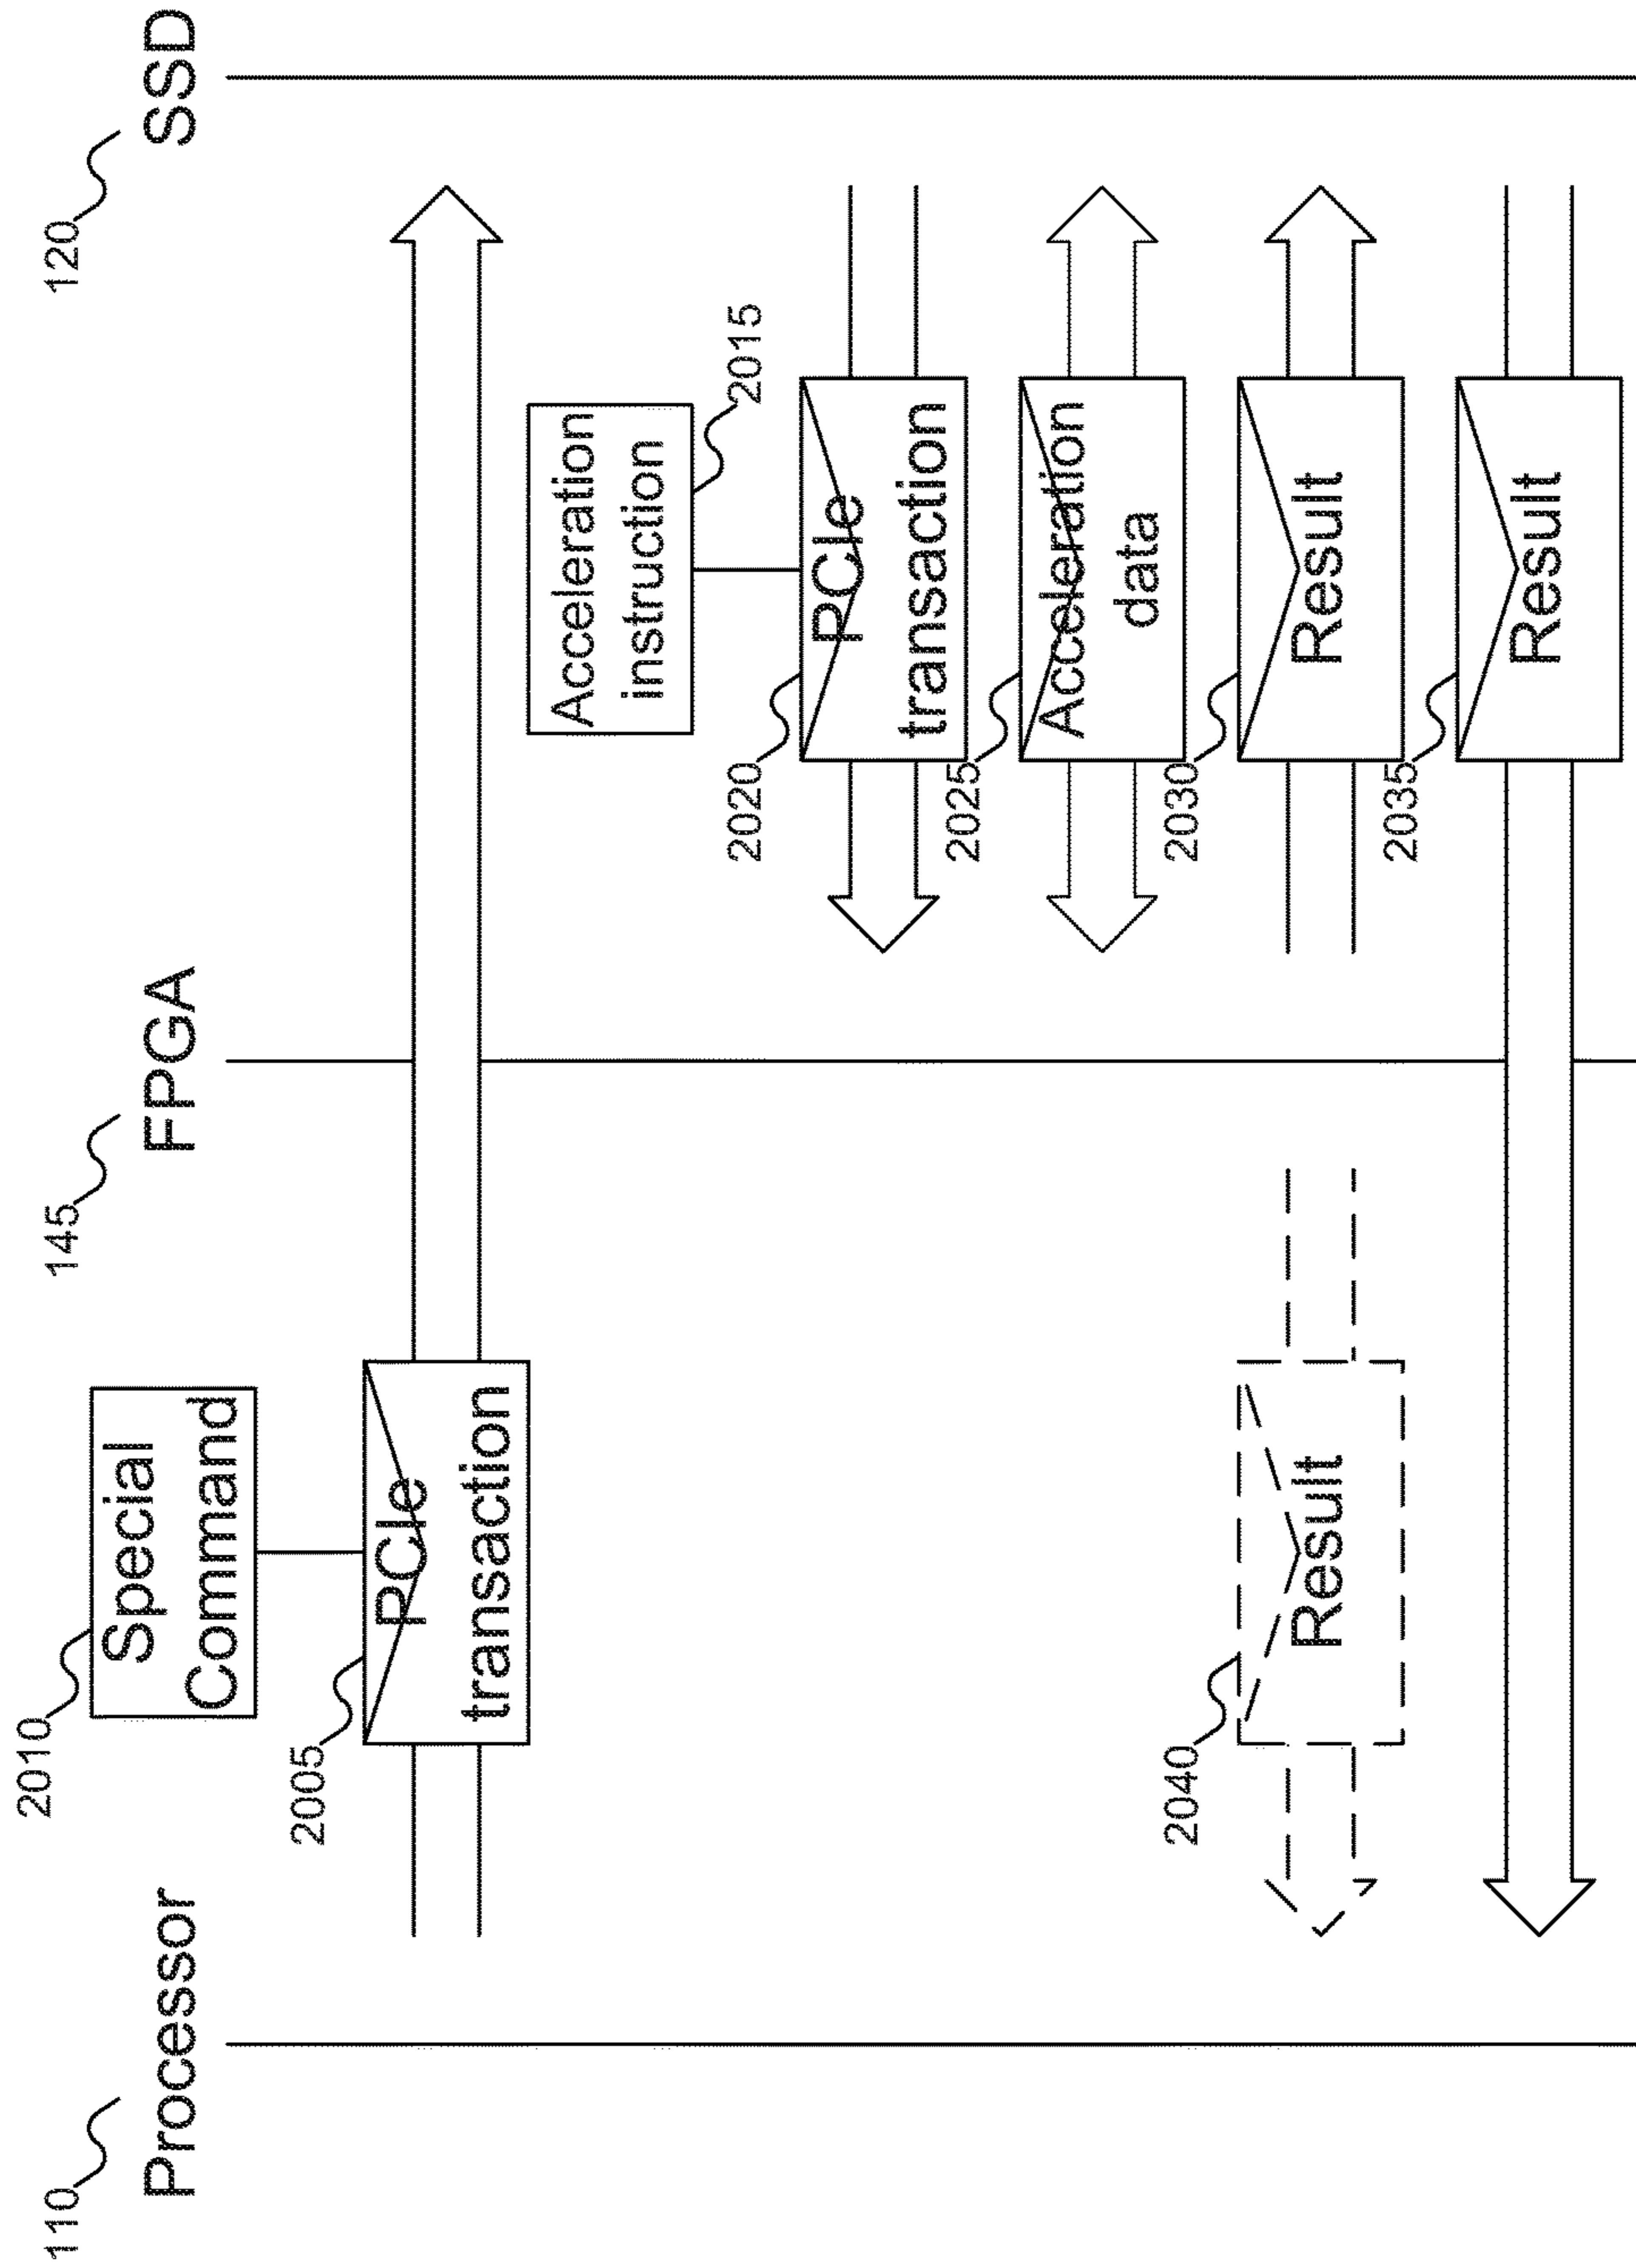 110
Processor
145
FPGA
120
SSD
2010
Special
Command
2005
PCIe
transaction
Acceleration
instruction
2015
2020
PCIe
transaction
2025
Acceleration
data
2040
Result
2030
Result
2035
Result